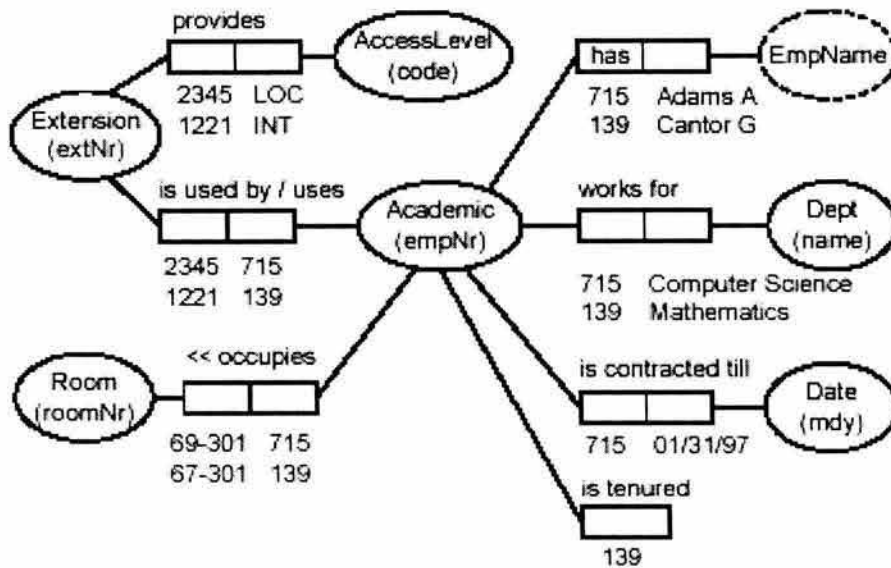 provides
AccessLevel
(code)
2345 LOC
1221 INT
Extension
(extNr)
has
EmpName
715 Adams A
139 Cantor G
is used by / uses
2345 715
1221 139
Academic
(empNr)
works for
Dept
(name)
715 Computer Science
139 Mathematics
<< occupies
Room
(roomNr)
69-301 715
67-301 139
is contracted till
Date
(mdy)
715 01/31/97
is tenured
139